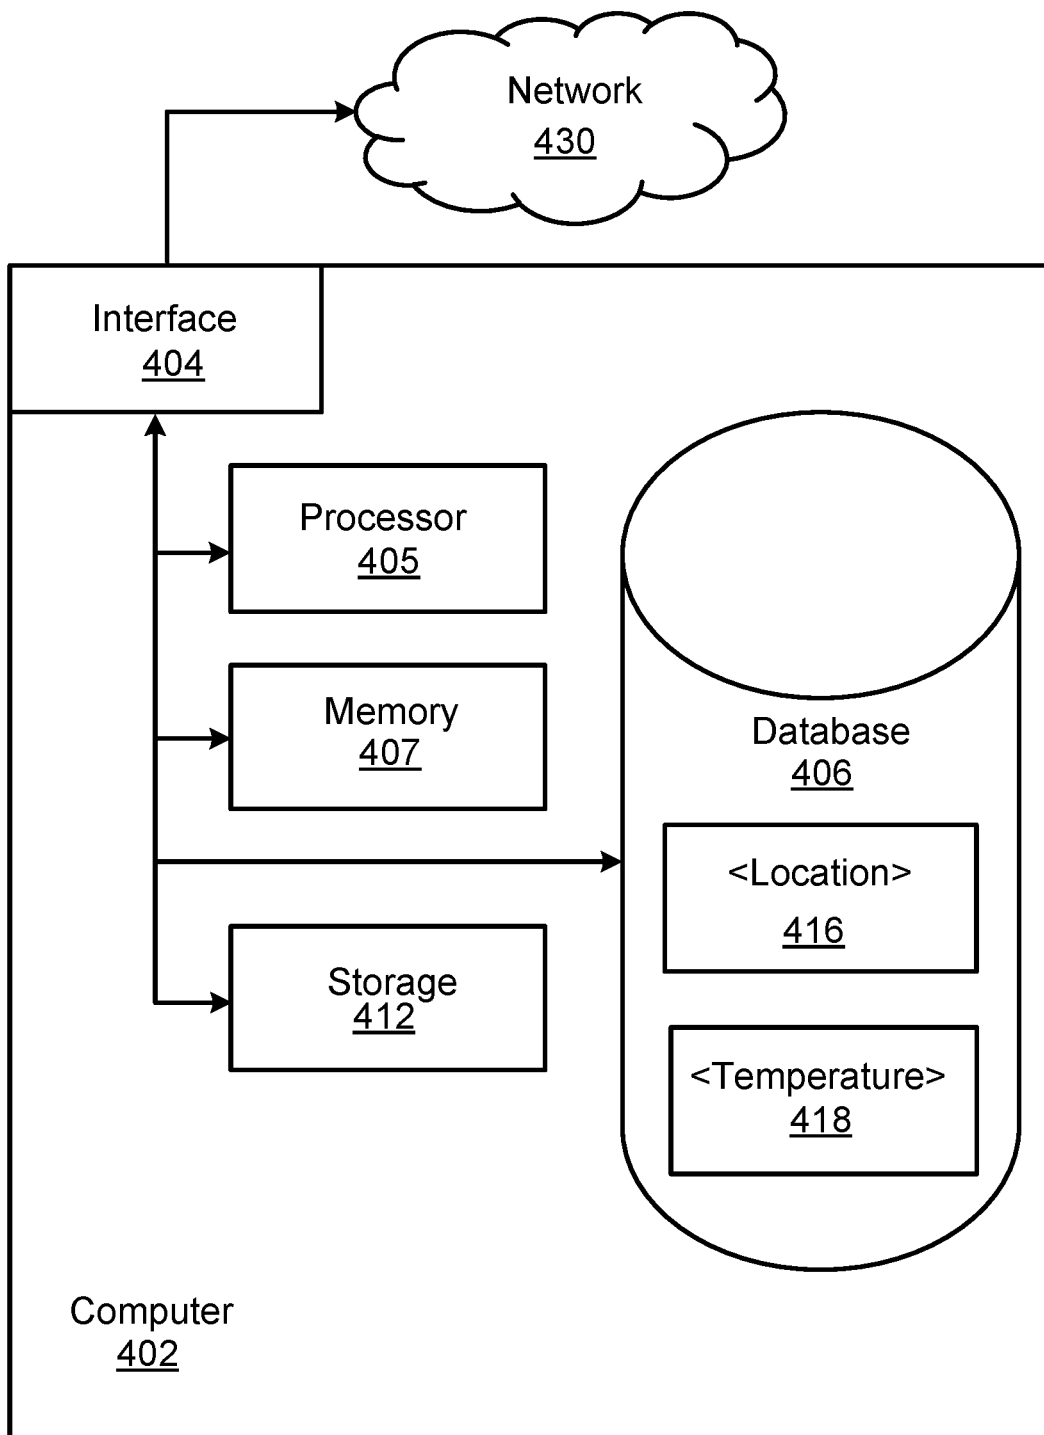 Network
430
Interface
404
Processor
405
Memory
407
Database
406
<Location>
416
Storage
412
<Temperature>
418
Computer
402